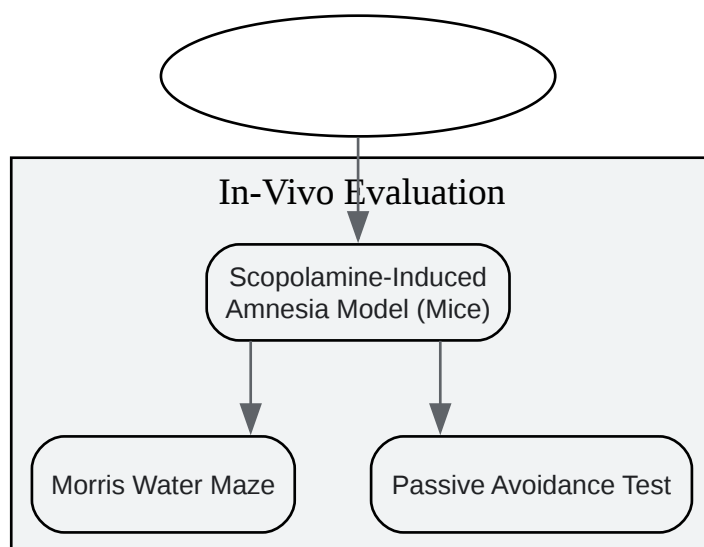 In-Vivo Evaluation
Scopolamine-Induced
Amnesia Model (Mice)
Morris Water Maze
Passive Avoidance Test